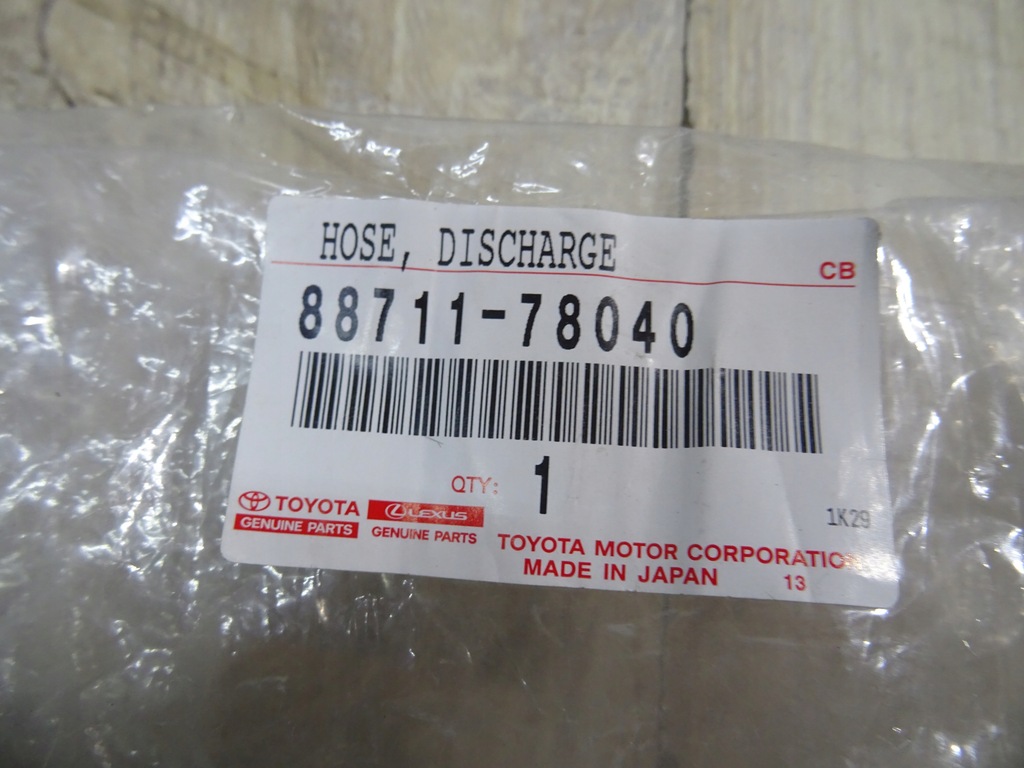 HOSE, DISCHARGE
CB
88711-78040
QTY: 1
1K29
TOYOTA
GENUINE PARTS
LEXUS
GENUINE PARTS
TOYOTA MOTOR
MADE IN JAPAN
13